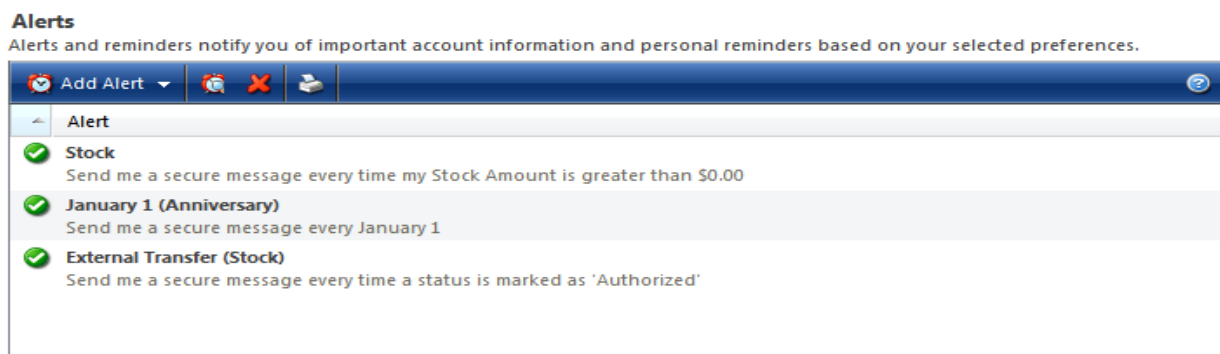 Alerts
Alerts and reminders notify you of important account information and personal reminders based on your selected preferences.
Add Alert
Alert
Stock
Send me a secure message every time my Stock Amount is greater than $0.00
January 1 (Anniversary)
Send me a secure message every January 1
External Transfer (Stock)
Send me a secure message every time a status is marked as 'Authorized'